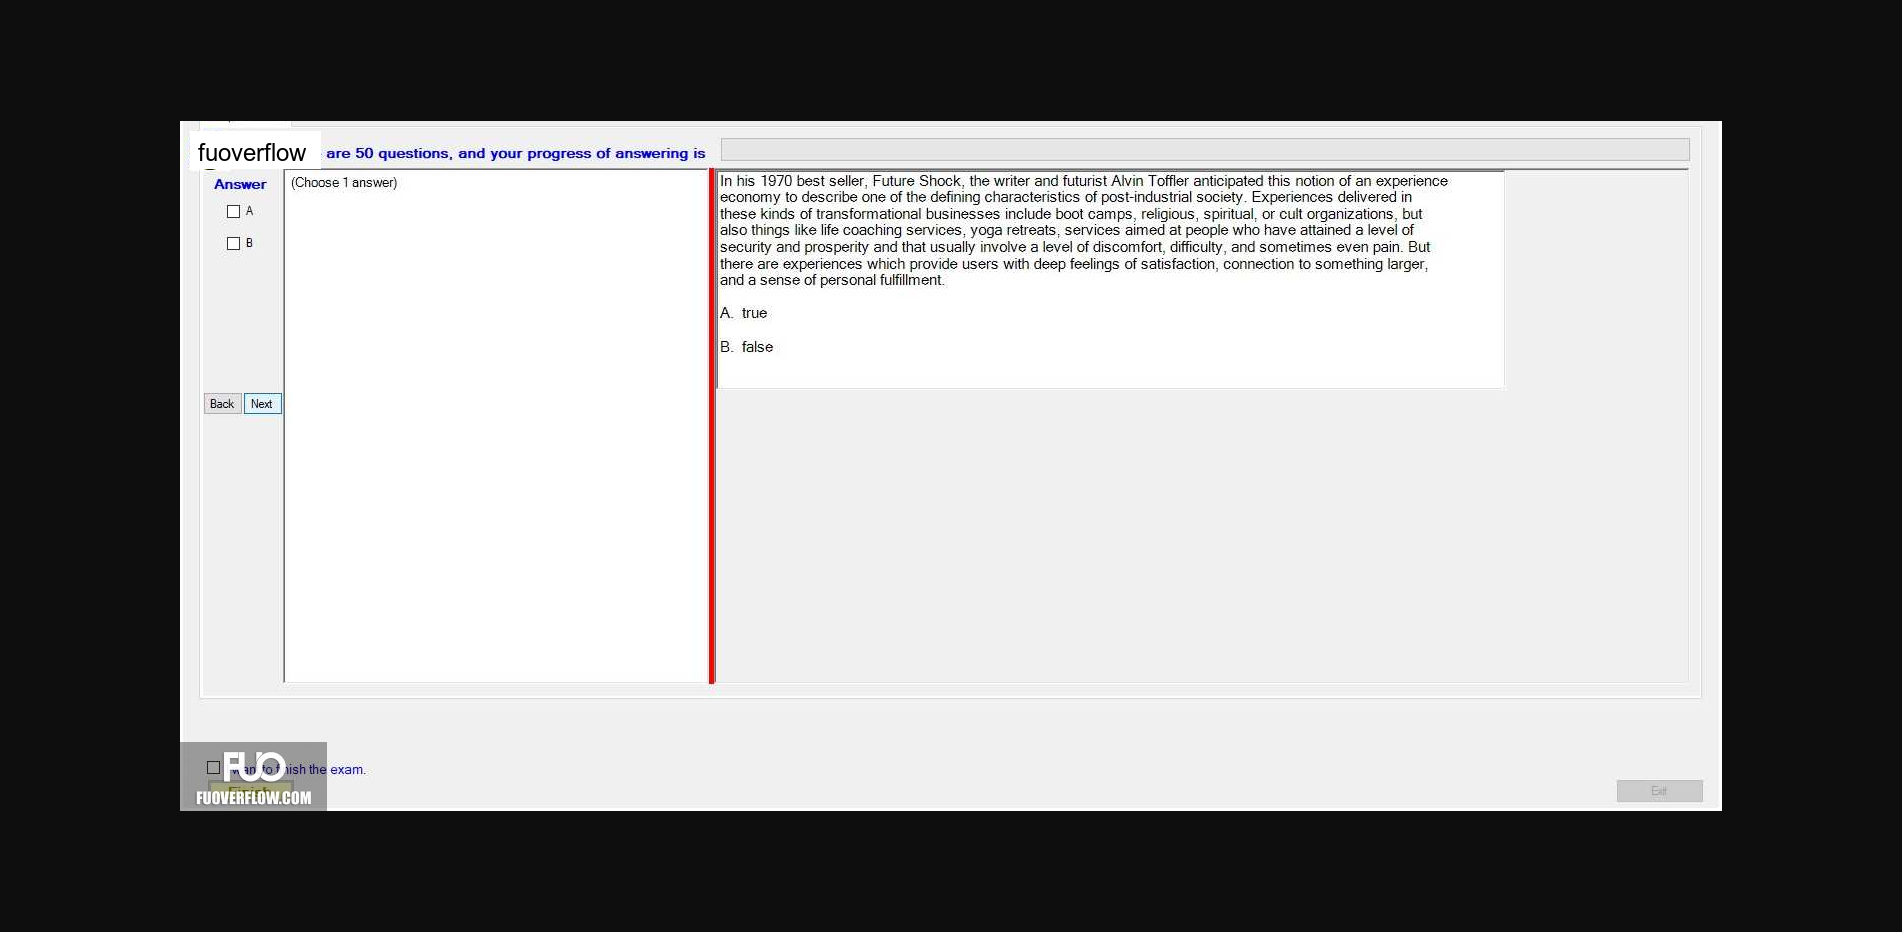 fuoverflow are 50 questions, and your progress of answering is
Answer
A
B
Back Next
(Choose 1 answer)
In his 1970 best seller, Future Shock, the writer and futurist Alvin Toffler anticipated this notion of an experience
economy to describe one of the defining characteristics of post-industrial society. Experiences delivered in
these kinds of transformational businesses include boot camps, religious, spiritual, or cult organizations, but
also things like life coaching services, yoga retreats, services aimed at people who have attained a level of
security and prosperity and that usually involve a level of discomfort, difficulty, and sometimes even pain. But
there are experiences which provide users with deep feelings of satisfaction, connection to something larger,
and a sense of personal fulfillment.
A. true
B. false
FUO
want to finish the exam.
Finish
FUOVERFLOW.COM
Exit